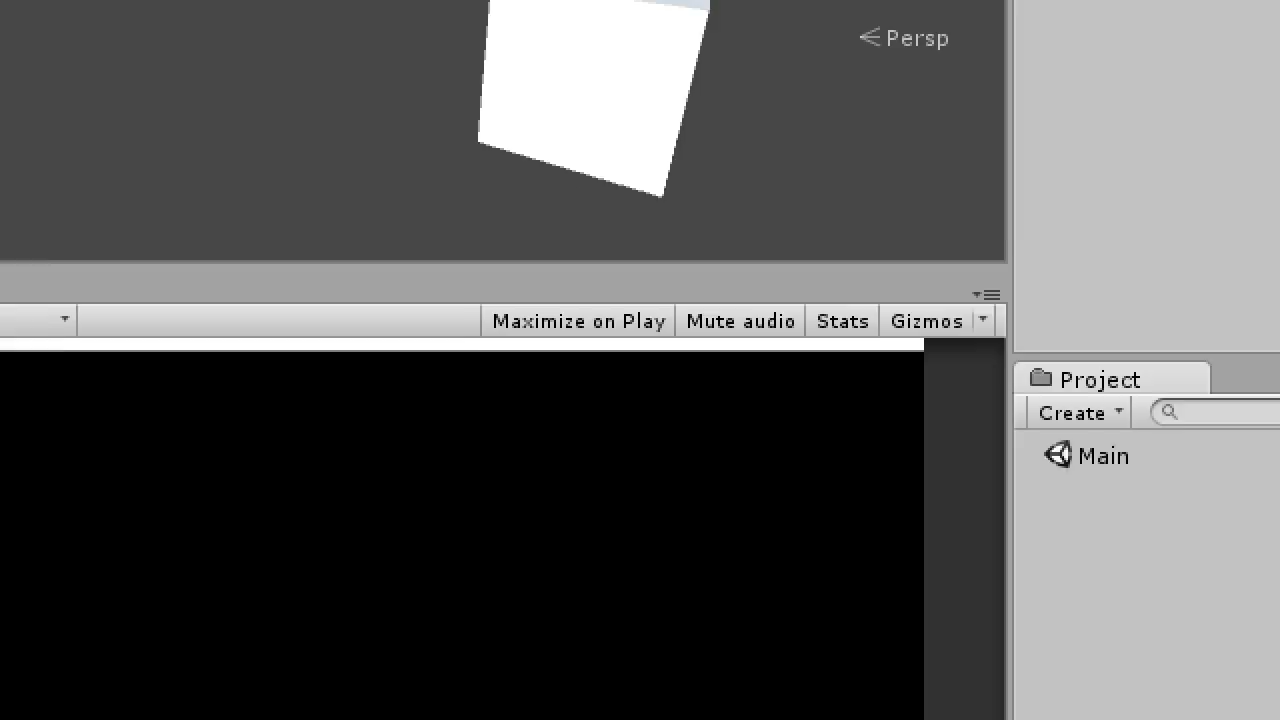 Persp
Maximize on Play Mute audio Stats Gizmos
Project
Create
Main